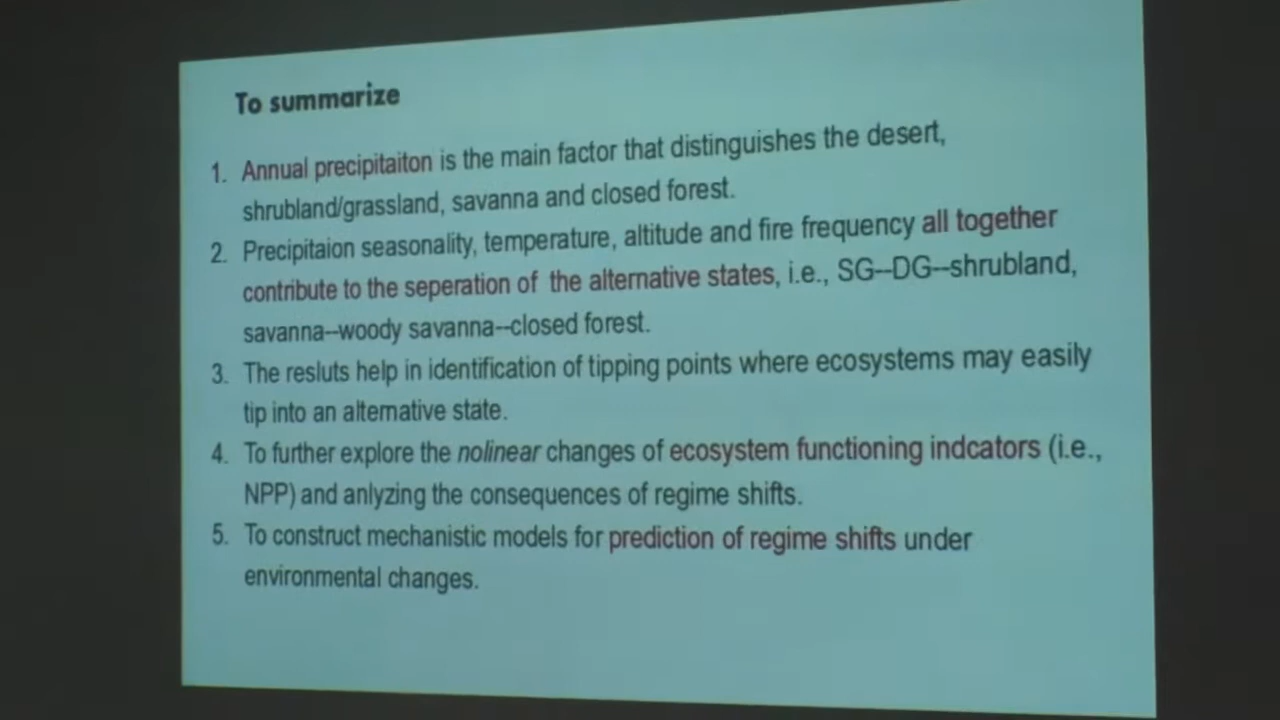 To summarize
1. Annual precipitaiton is the main factor that distinguishes the desert,
shrubland/grassland, savanna and closed forest.
2. Precipitaion seasonality, temperature, altitude and fire frequency all together
contribute to the seperation of the alternative states, i.e., SG--DG--shrubland,
savanna--woody savanna--closed forest.
3. The resluts help in identification of tipping points where ecosystems may easily
tip into an alternative state.
4. To further explore the nolinear changes of ecosystem functioning indcators (i.e.,
NPP) and anlyzing the consequences of regime shifts.
5. To construct mechanistic models for prediction of regime shifts under
environmental changes.